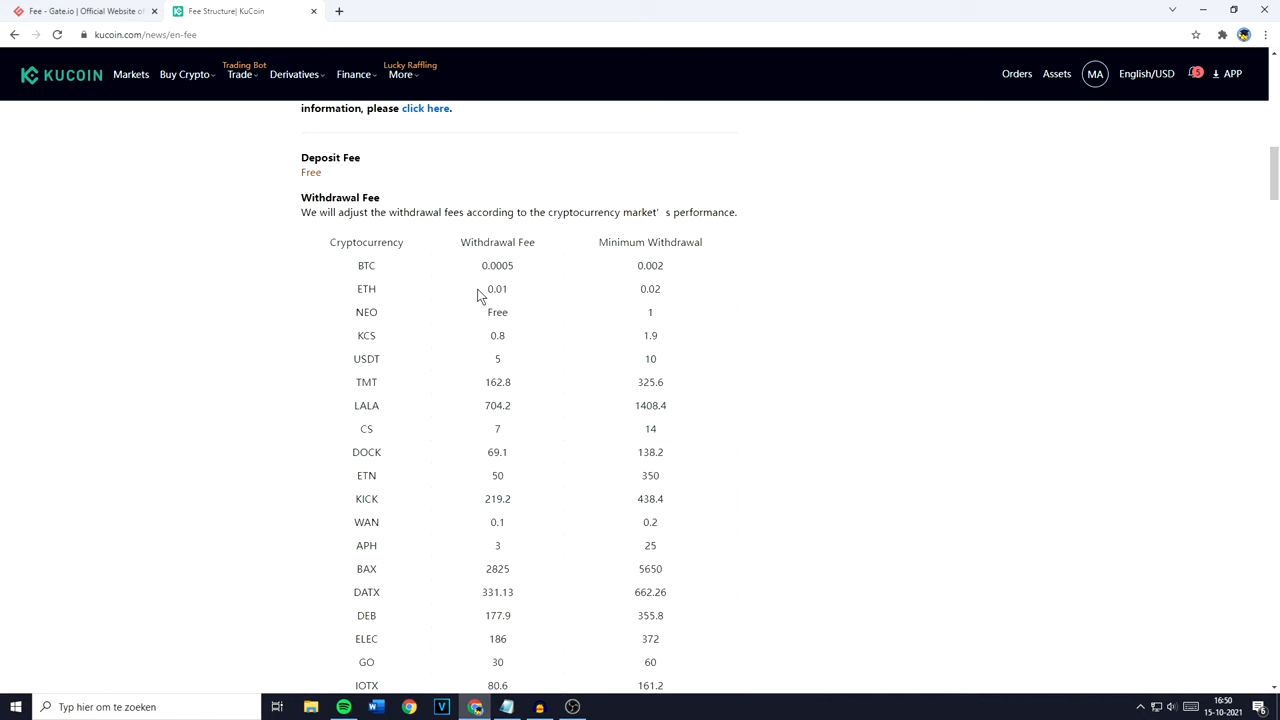 Fee - Gate.io | Official Website of
Fee Structure| KuCoin
kucoin.com/news/en-fee
Trading Bot
Lucky Raffling
KUCOIN Markets Buy Crypto Trade Derivatives Finance More Orders Assets MA English/USD 5 APP
information, please click here.
Deposit Fee
Free
Withdrawal Fee
We will adjust the withdrawal fees according to the cryptocurrency market's performance.
Cryptocurrency Withdrawal Fee Minimum Withdrawal
BTC 0.0005 0.002
ETH 0.01 0.02
NEO Free 1
KCS 0.8 1.9
USDT 5 10
TMT 162.8 325.6
LALA 704.2 1408.4
CS 7 14
DOCK 69.1 138.2
ETN 50 350
KICK 219.2 438.4
WAN 0.1 0.2
APH 3 25
BAX 2825 5650
DATX 331.13 662.26
DEB 177.9 355.8
ELEC 186 372
GO 30 60
IOTX 80.6 161.2
Typ hier om te zoeken
16:50
15-10-2021
6